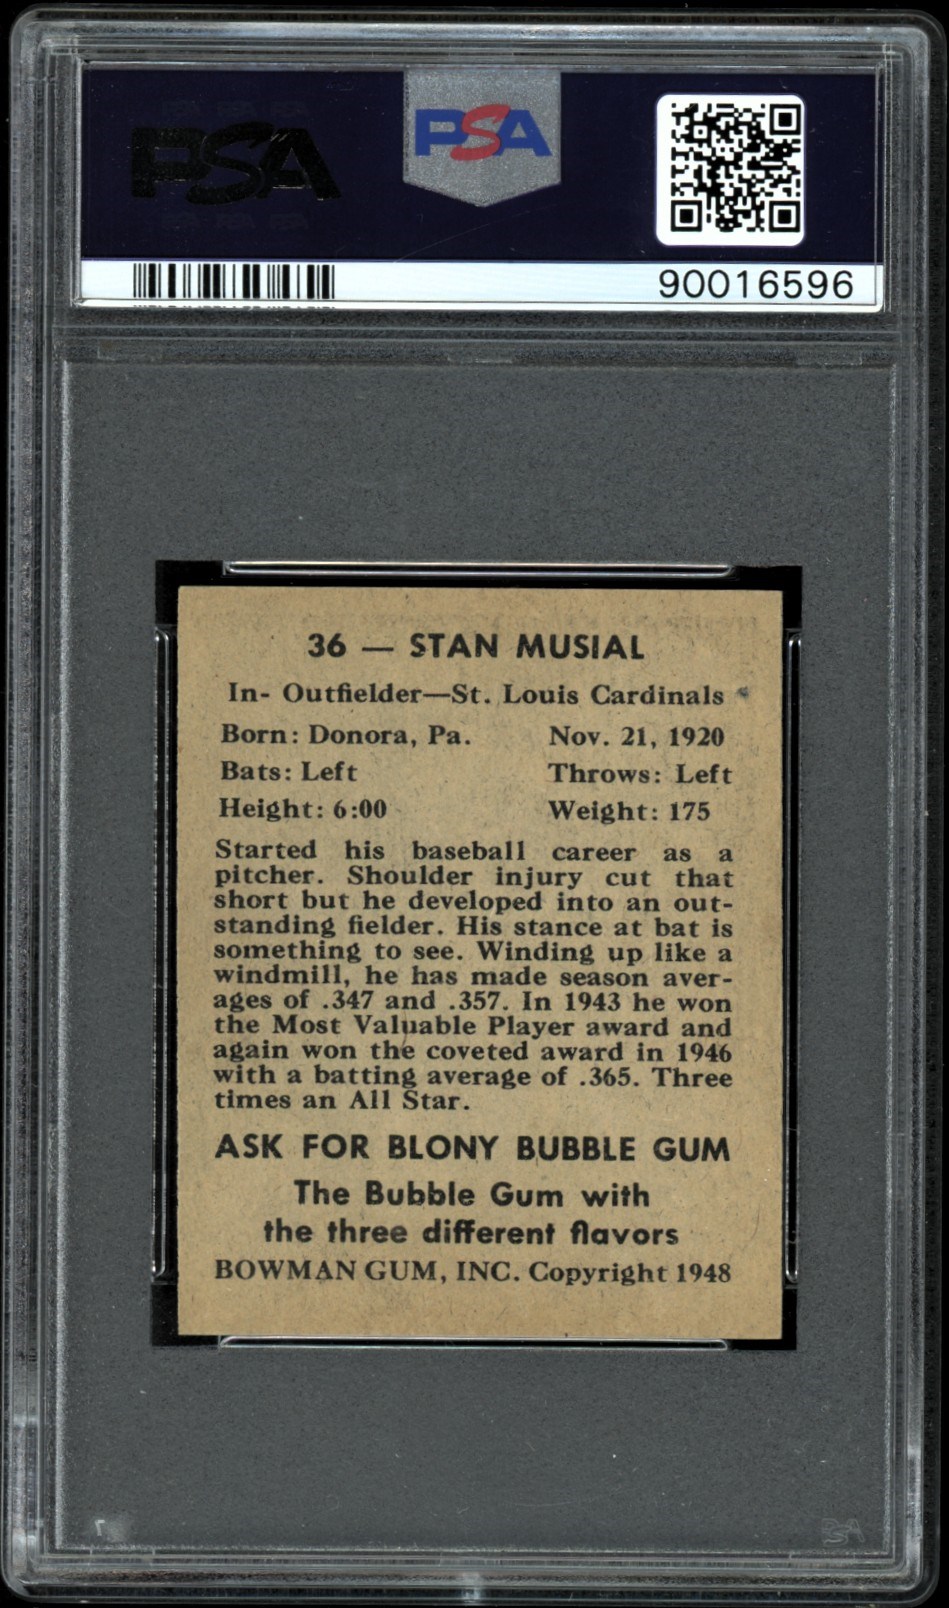 PSA
PSA
90016596
36 — STAN MUSIAL
In- Outfielder—St. Louis Cardinals
Born: Donora, Pa. Nov. 21, 1920
Bats: Left Throws: Left
Height: 6:00 Weight: 175
Started his baseball career as a
pitcher. Shoulder injury cut that
short but he developed into an out-
standing fielder. His stance at bat is
something to see. Winding up like a
windmill, he has made season aver-
ages of .347 and .357. In 1943 he won
the Most Valuable Player award and
again won the coveted award in 1946
with a batting average of .365. Three
times an All Star.
ASK FOR BLONY BUBBLE GUM
The Bubble Gum with
the three different flavors
BOWMAN GUM, INC. Copyright 1948
PSA